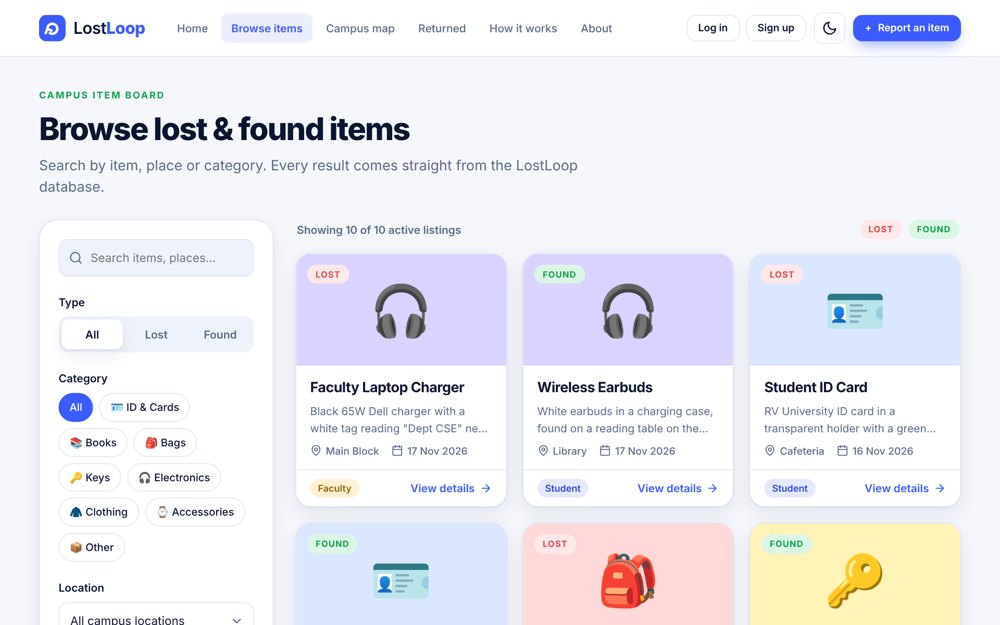 LostLoop
Home
Browse items
Campus map
Returned
How it works
About
Log in
Sign up
+ Report an item
CAMPUS ITEM BOARD
Browse lost & found items
Search by item, place or category. Every result comes straight from the LostLoop
database.
Search items, places...
Type
All
Lost
Found
Category
All
ID & Cards
Books
Bags
Keys
Electronics
Clothing
Accessories
Other
Location
All campus locations
Showing 10 of 10 active listings
LOST
FOUND
LOST
Faculty Laptop Charger
Black 65W Dell charger with a
white tag reading "Dept CSE" ne...
Main Block
17 Nov 2026
Faculty
View details
FOUND
Wireless Earbuds
White earbuds in a charging case,
found on a reading table on the...
Library
17 Nov 2026
Student
View details
LOST
Student ID Card
RV University ID card in a
transparent holder with a green...
Cafeteria
16 Nov 2026
Student
View details
FOUND
LOST
FOUND